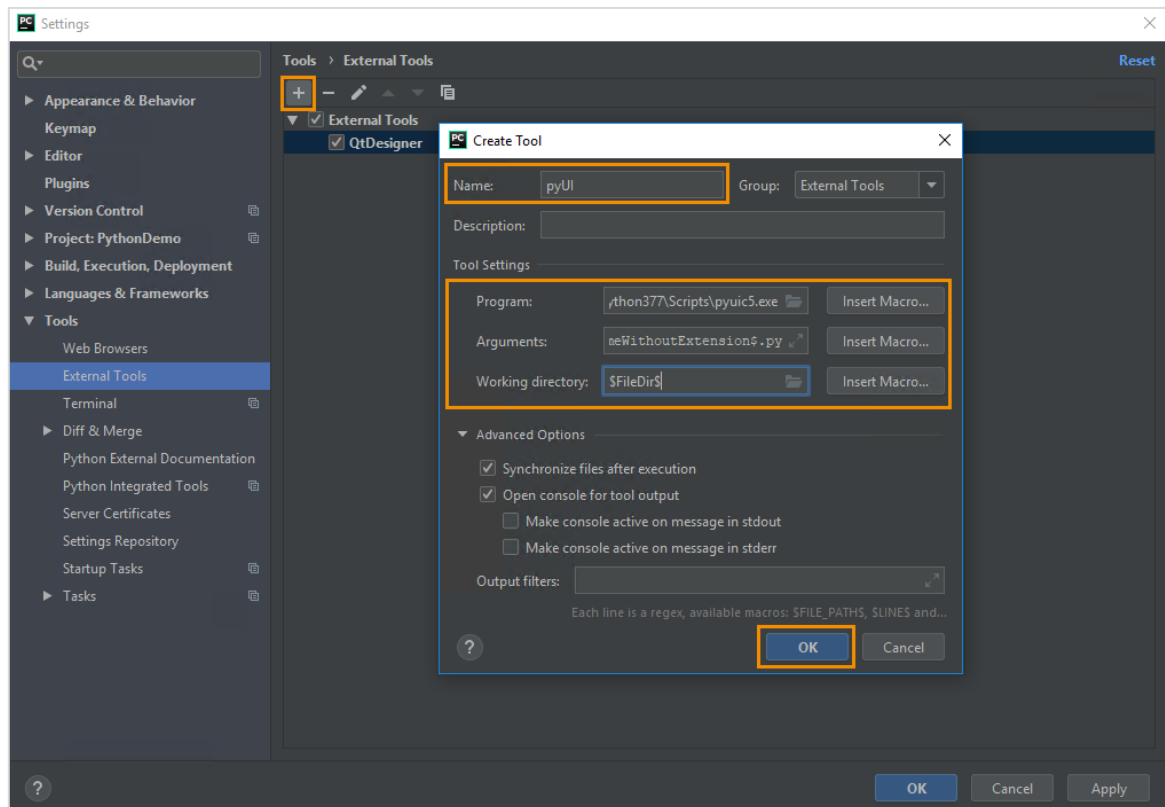 PC Settings
Tools › External Tools
Reset
Appearance & Behavior
Keymap
Editor
Plugins
Version Control
Project: PythonDemo
Build, Execution, Deployment
Languages & Frameworks
Tools
Web Browsers
External Tools
Terminal
Diff & Merge
Python External Documentation
Python Integrated Tools
Server Certificates
Settings Repository
Startup Tasks
Tasks
External Tools
QtDesigner
PC Create Tool
Name: pyUI Group: External Tools
Description:
Tool Settings
Program: ython377\Scripts\pyuic5.exe Insert Macro...
Arguments: meWithoutExtension$.py Insert Macro...
Working directory: $FileDir$ Insert Macro...
Advanced Options
Synchronize files after execution
Open console for tool output
Make console active on message in stdout
Make console active on message in stderr
Output filters:
Each line is a regex, available macros: $FILE_PATH$, $LINE$ and...
? OK Cancel
? OK Cancel Apply